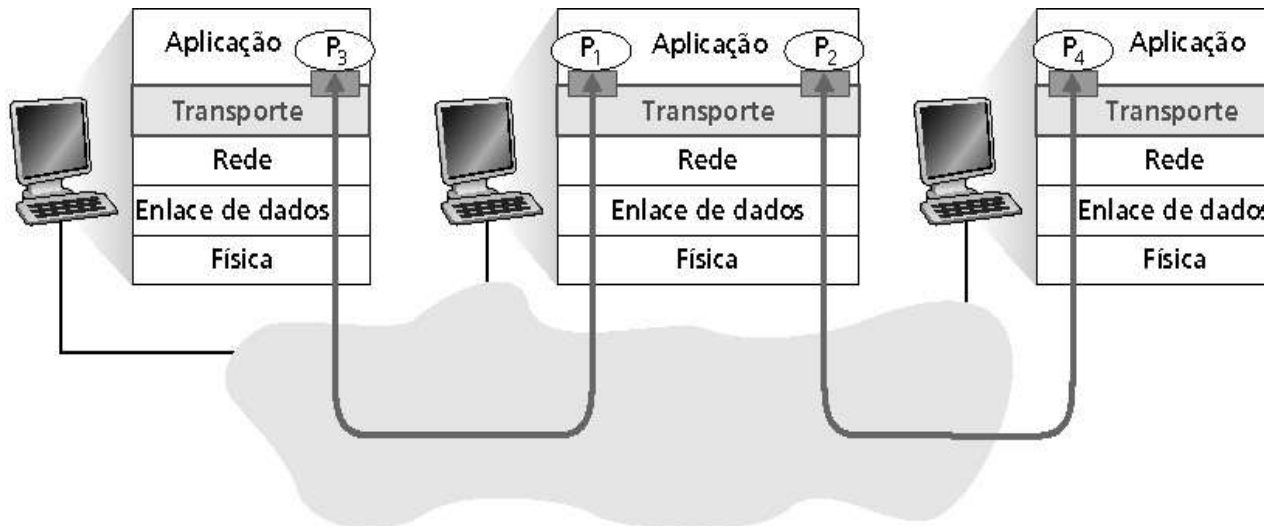 Aplicação P3
Transporte
Rede
Enlace de dados
Física
P1 Aplicação P2
Transporte
Rede
Enlace de dados
Física
P4 Aplicação
Transporte
Rede
Enlace de dados
Física